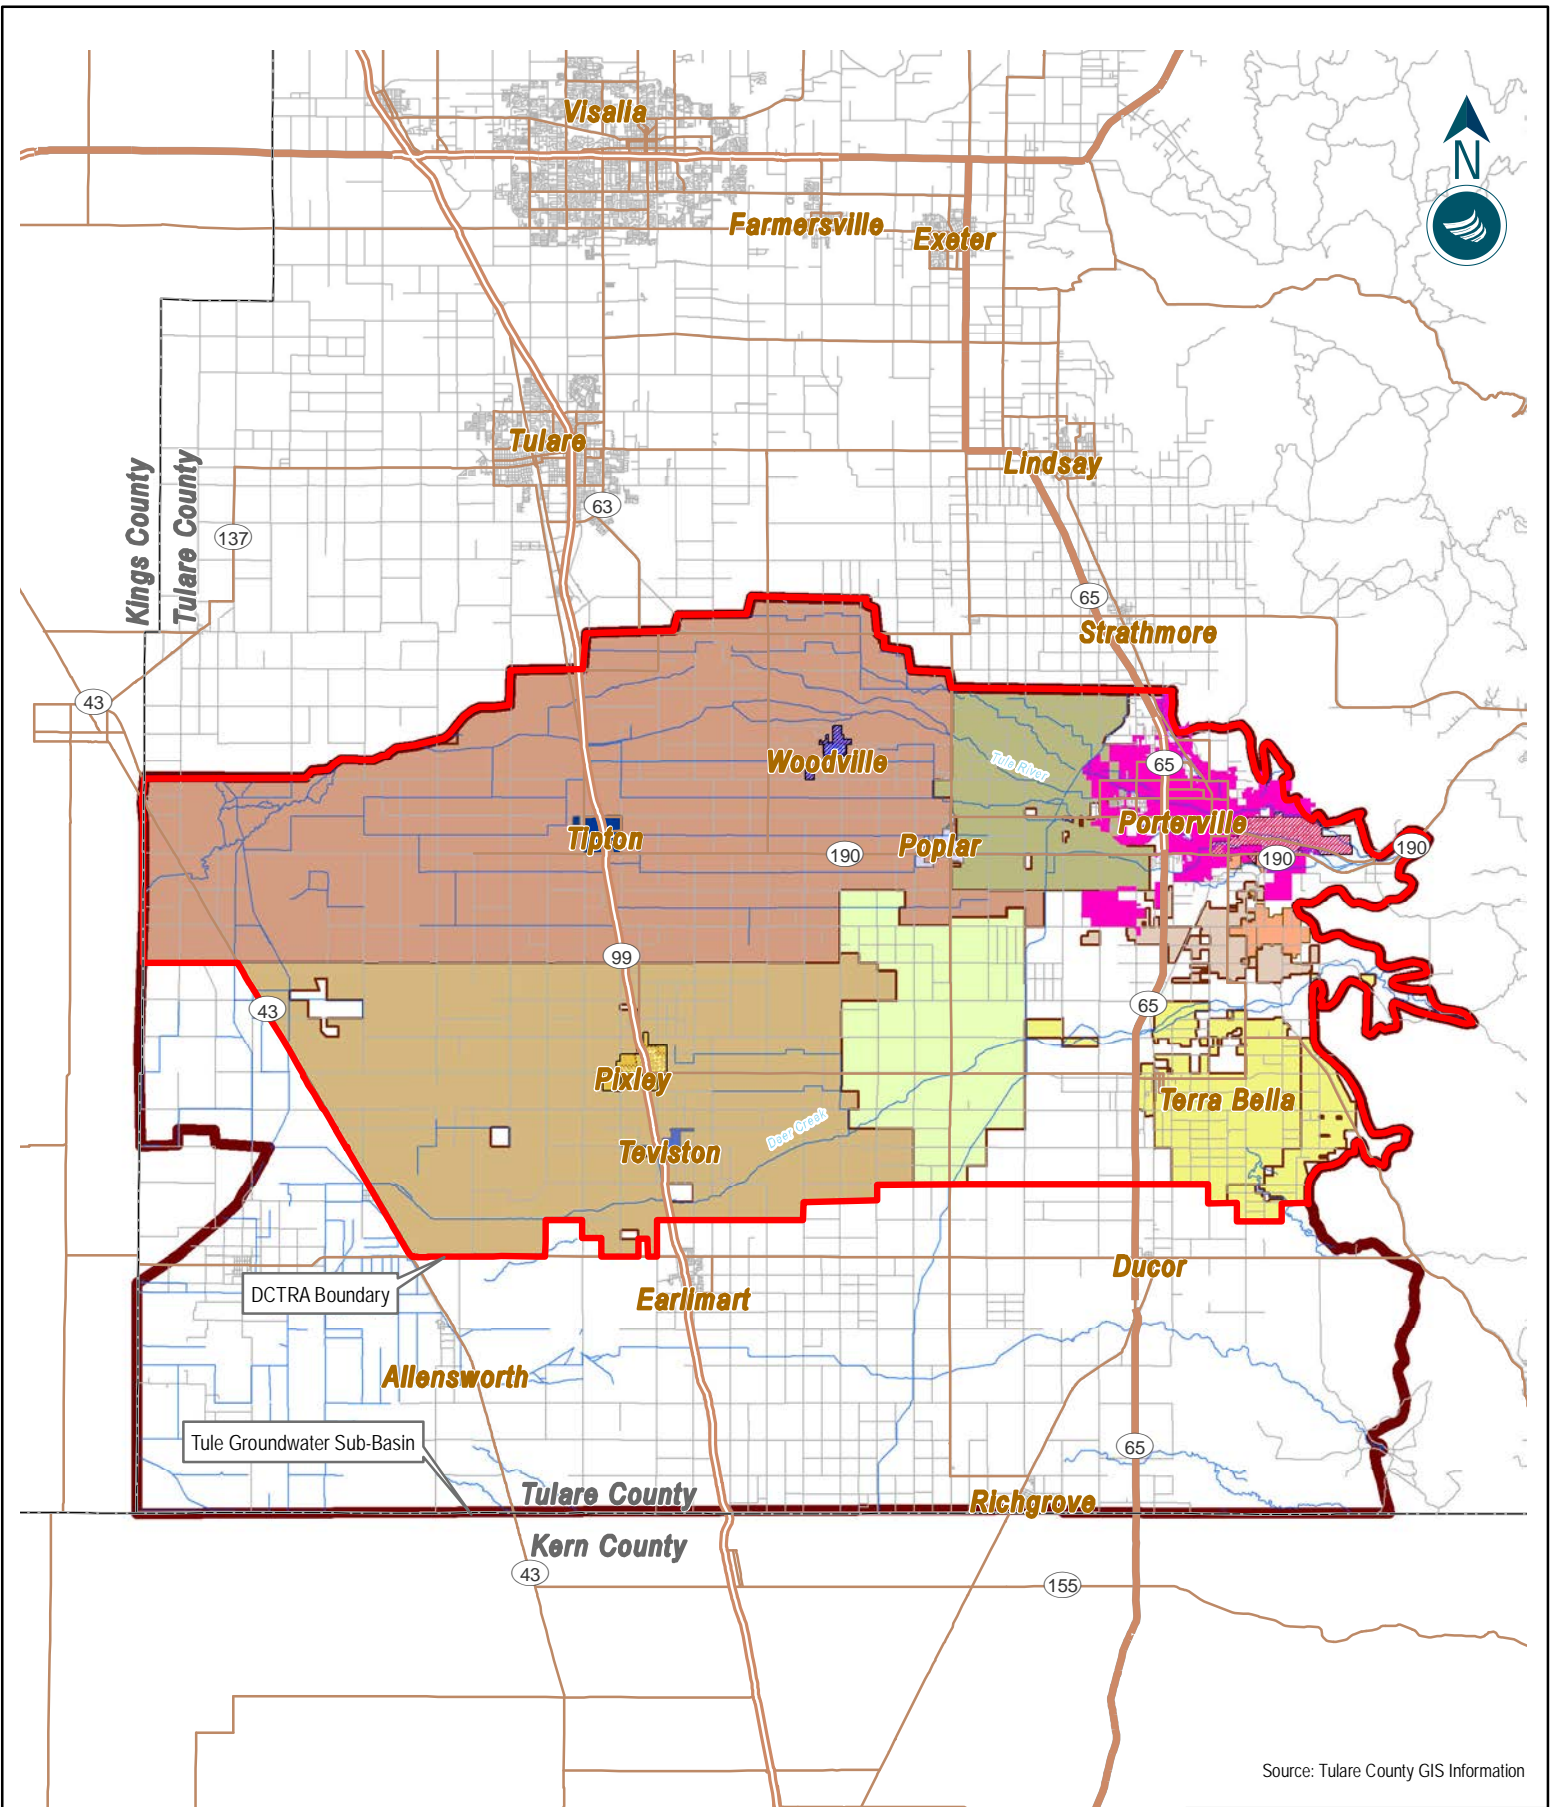 Visalia
N
Farmersville
Exeter
Tulare
Lindsay
Kings County
Tulare County
63
137
65
Strathmore
43
Woodville
Tule River
65
Tipton
Porterville
Poplar
190
190
190
99
43
65
Pixley
Terra Bella
Deer Creek
Teviston
Ducor
DCTRA Boundary
Earlimart
Allensworth
Tule Groundwater Sub-Basin
65
Tulare County
Richgrove
Kern County
43
155
Source: Tulare County GIS Information